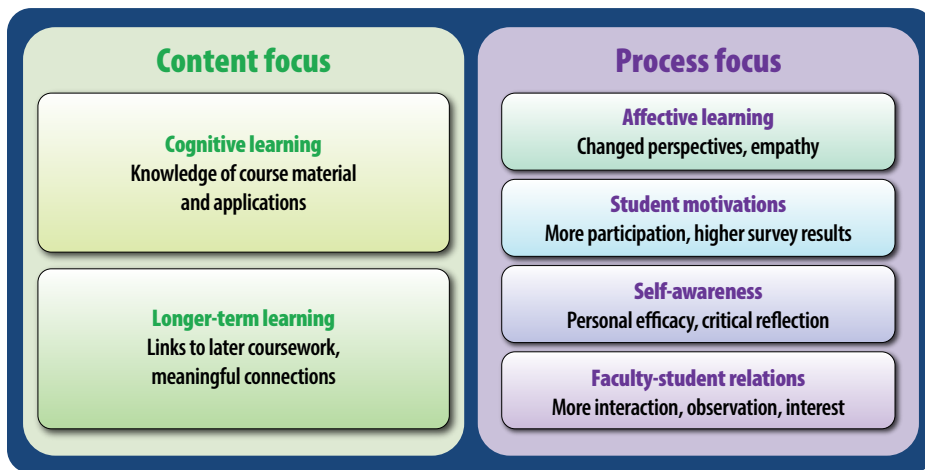 Content focus
Cognitive learning
Knowledge of course material
and applications
Longer-term learning
Links to later coursework,
meaningful connections
Process focus
Affective learning
Changed perspectives, empathy
Student motivations
More participation, higher survey results
Self-awareness
Personal efficacy, critical reflection
Faculty-student relations
More interaction, observation, interest